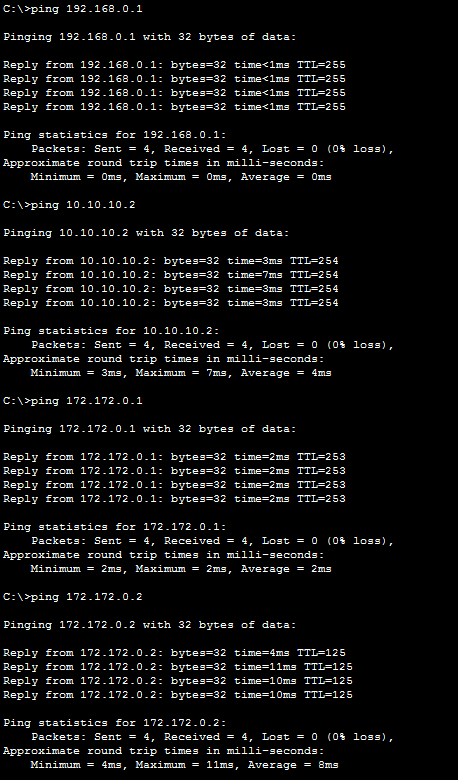 C:\>ping 192.168.0.1
Pinging 192.168.0.1 with 32 bytes of data:
Reply from 192.168.0.1: bytes=32 time<1ms TTL=255
Reply from 192.168.0.1: bytes=32 time<1ms TTL=255
Reply from 192.168.0.1: bytes=32 time<1ms TTL=255
Reply from 192.168.0.1: bytes=32 time<1ms TTL=255
Ping statistics for 192.168.0.1:
    Packets: Sent = 4, Received = 4, Lost = 0 (0% loss),
Approximate round trip times in milli-seconds:
    Minimum = 0ms, Maximum = 0ms, Average = 0ms
C:\>ping 10.10.10.2
Pinging 10.10.10.2 with 32 bytes of data:
Reply from 10.10.10.2: bytes=32 time=3ms TTL=254
Reply from 10.10.10.2: bytes=32 time=7ms TTL=254
Reply from 10.10.10.2: bytes=32 time=3ms TTL=254
Reply from 10.10.10.2: bytes=32 time=3ms TTL=254
Ping statistics for 10.10.10.2:
    Packets: Sent = 4, Received = 4, Lost = 0 (0% loss),
Approximate round trip times in milli-seconds:
    Minimum = 3ms, Maximum = 7ms, Average = 4ms
C:\>ping 172.172.0.1
Pinging 172.172.0.1 with 32 bytes of data:
Reply from 172.172.0.1: bytes=32 time=2ms TTL=253
Reply from 172.172.0.1: bytes=32 time=2ms TTL=253
Reply from 172.172.0.1: bytes=32 time=2ms TTL=253
Reply from 172.172.0.1: bytes=32 time=2ms TTL=253
Ping statistics for 172.172.0.1:
    Packets: Sent = 4, Received = 4, Lost = 0 (0% loss),
Approximate round trip times in milli-seconds:
    Minimum = 2ms, Maximum = 2ms, Average = 2ms
C:\>ping 172.172.0.2
Pinging 172.172.0.2 with 32 bytes of data:
Reply from 172.172.0.2: bytes=32 time=4ms TTL=125
Reply from 172.172.0.2: bytes=32 time=11ms TTL=125
Reply from 172.172.0.2: bytes=32 time=10ms TTL=125
Reply from 172.172.0.2: bytes=32 time=10ms TTL=125
Ping statistics for 172.172.0.2:
    Packets: Sent = 4, Received = 4, Lost = 0 (0% loss),
Approximate round trip times in milli-seconds:
    Minimum = 4ms, Maximum = 11ms, Average = 8ms